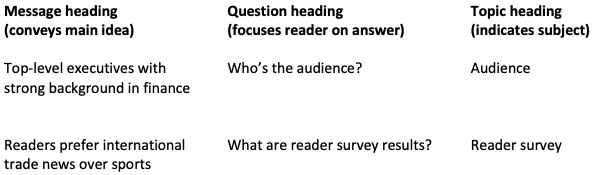 Message heading
(conveys main idea)
Question heading
(focuses reader on answer)
Topic heading
(indicates subject)
Top-level executives with
strong background in finance
Who’s the audience?
Audience
Readers prefer international
trade news over sports
What are reader survey results?
Reader survey